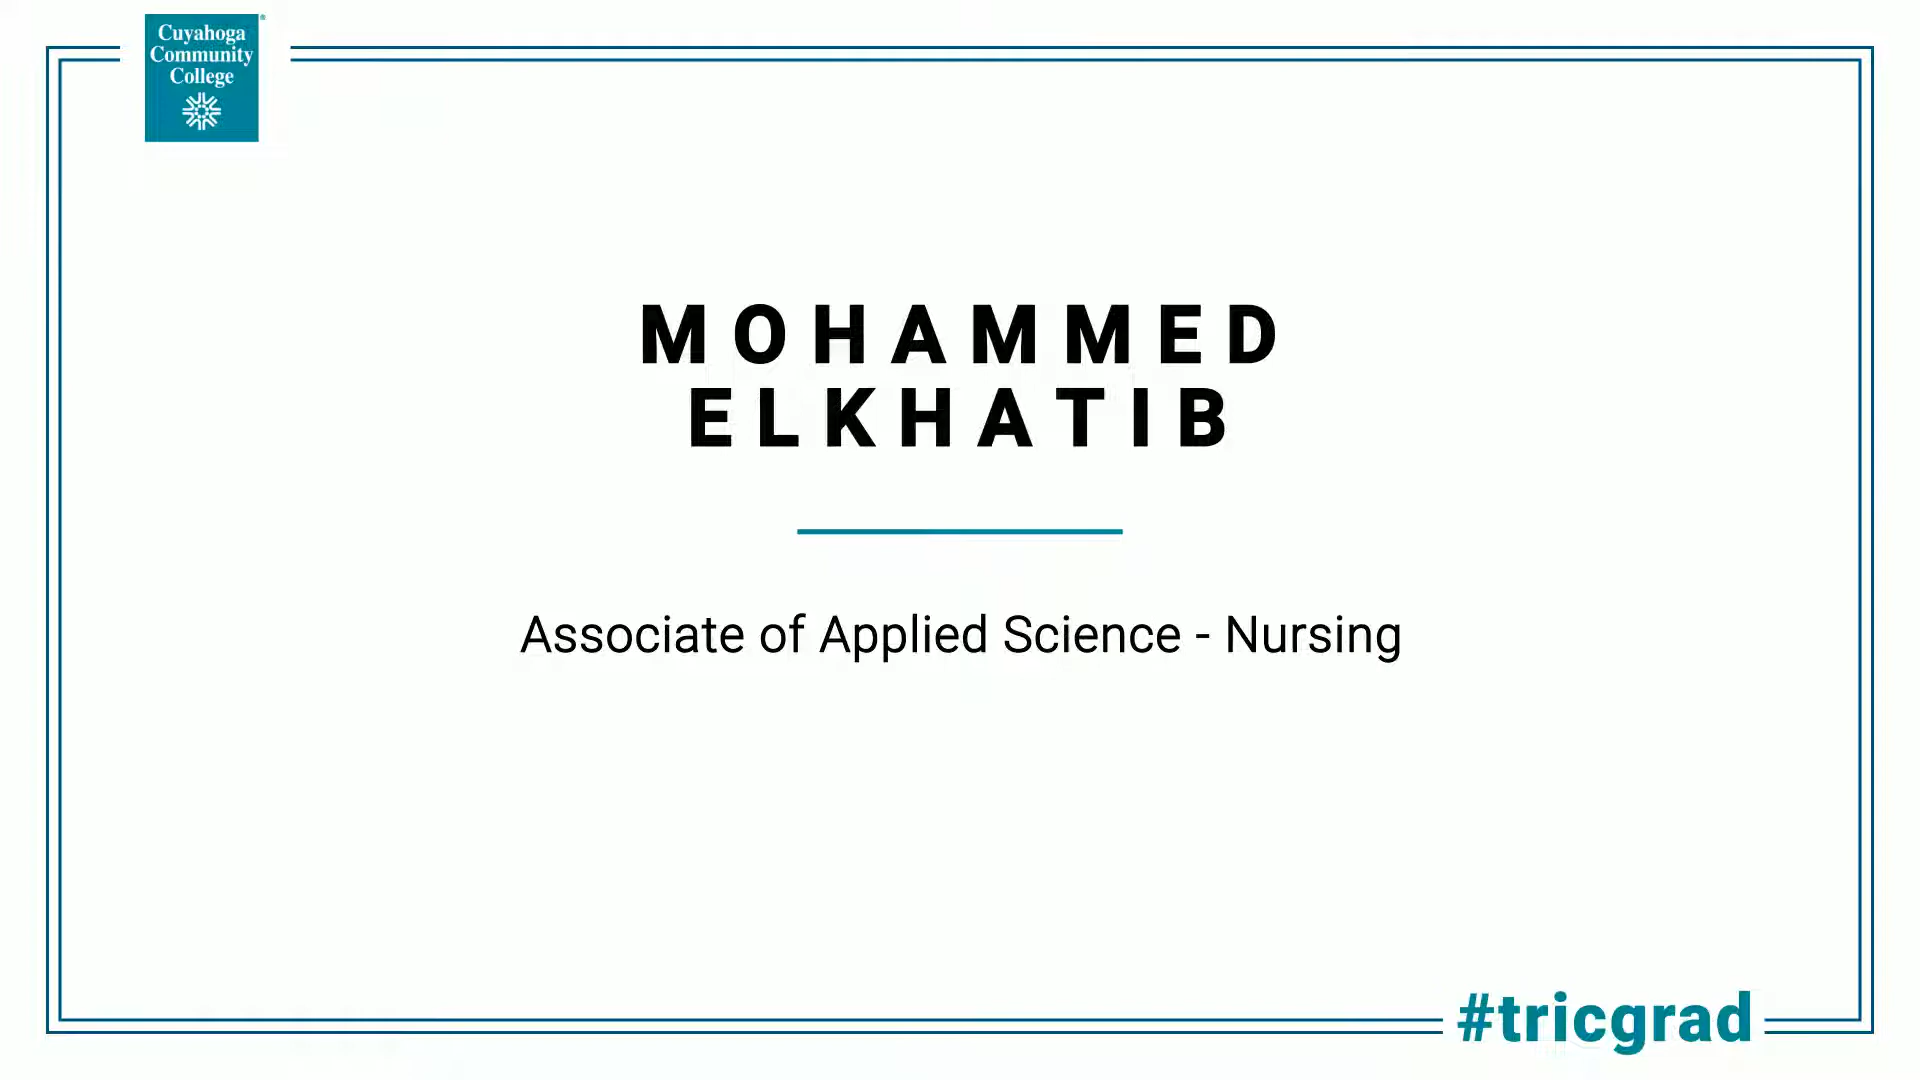 Cuyahoga
Community
College
MOHAMMED
ELKHATIB
Associate of Applied Science - Nursing
#tricgrad